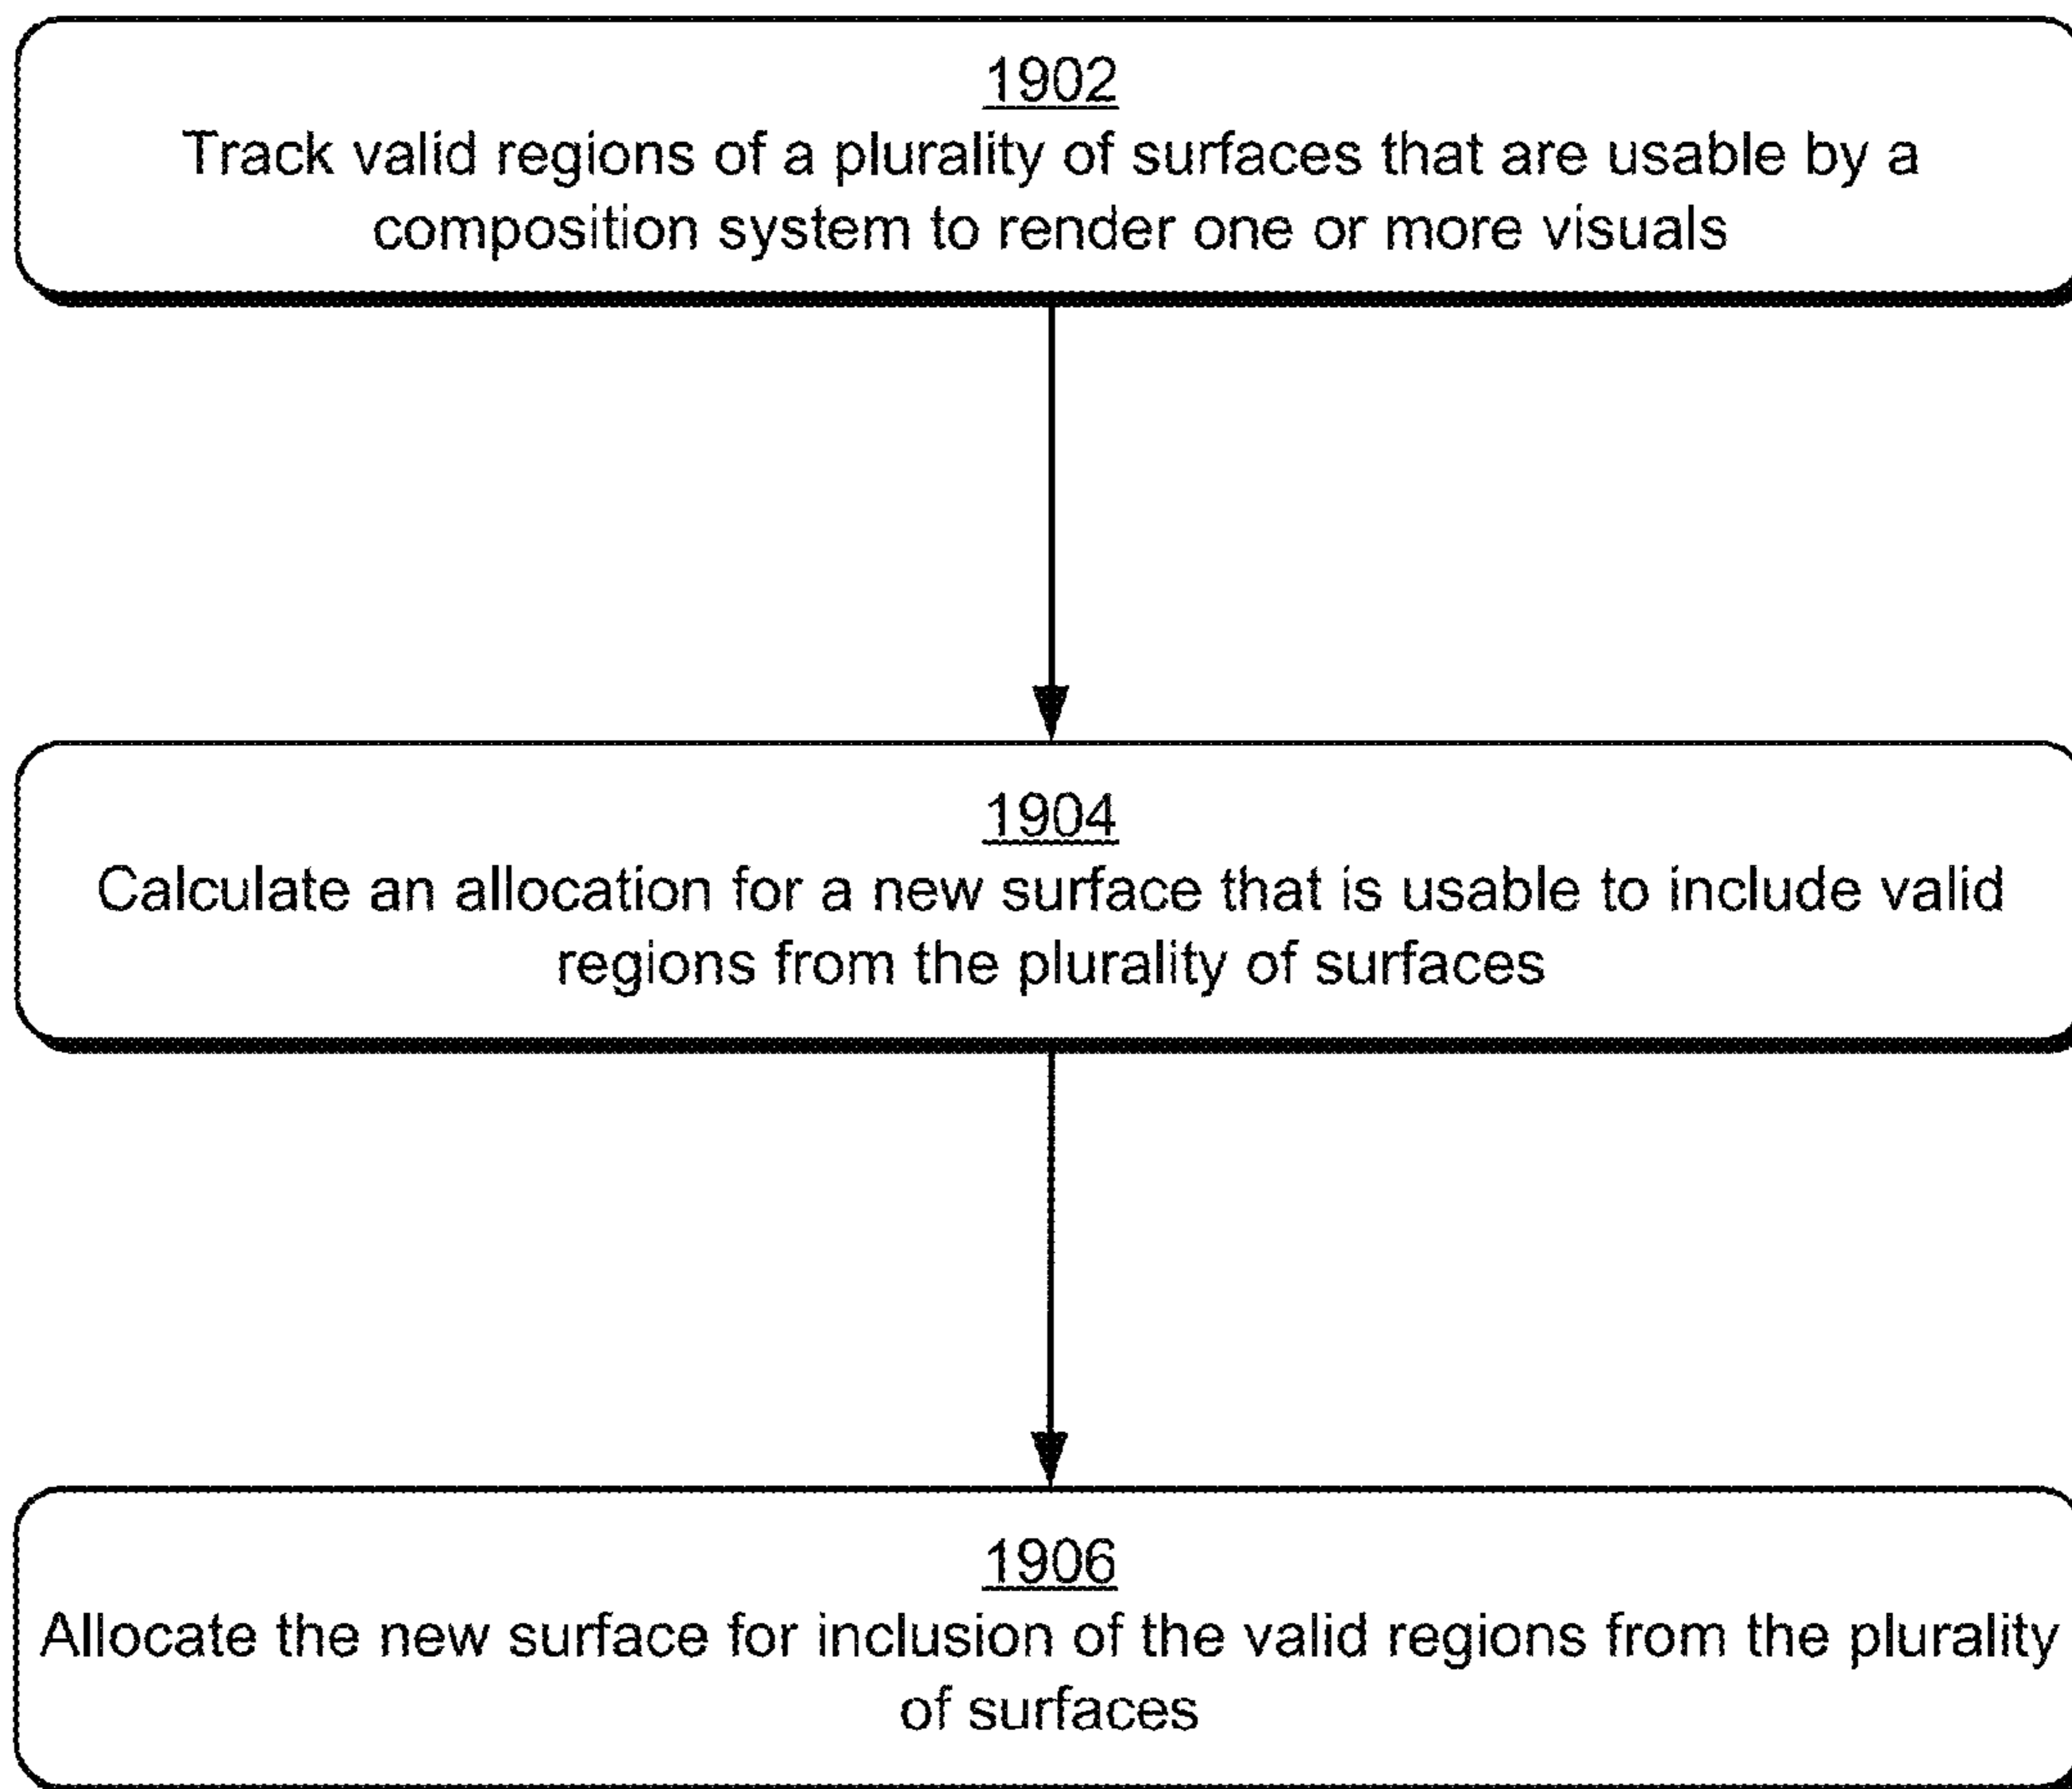 1902
Track valid regions of a plurality of surfaces that are usable by a
composition system to render one or more visuals
1904
Calculate an allocation for a new surface that is usable to include valid
regions from the plurality of surfaces
1906
Allocate the new surface for inclusion of the valid regions from the plurality
of surfaces